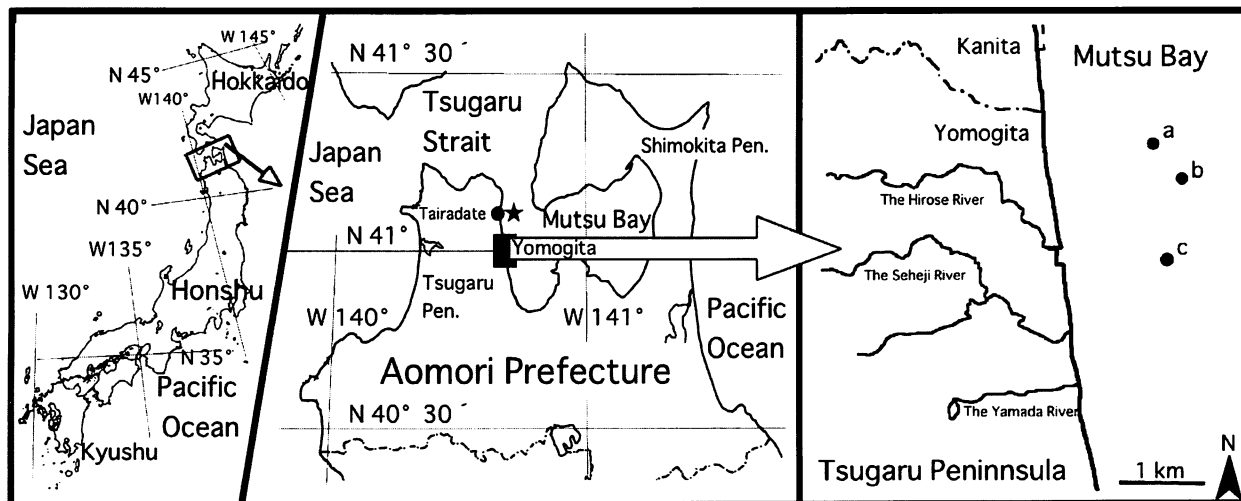 W 145°
N 45°
Hokkaido
W140°
Japan
Sea
N 40°
W135°
W 130°
Honshu
N 35°
Pacific
Ocean
Kyushu
N 41° 30 ´
Tsugaru
Strait
Japan
Sea
Shimokita Pen.
Tairadate
Mutsu Bay
N 41°
Yomogita
Tsugaru
Pen.
W 140°
W 141°
Pacific
Ocean
Aomori Prefecture
N 40° 30 ´
Kanita
Mutsu Bay
Yomogita
a
b
The Hirose River
c
The Seheji River
The Yamada River
Tsugaru Peninnsula
1 km
N